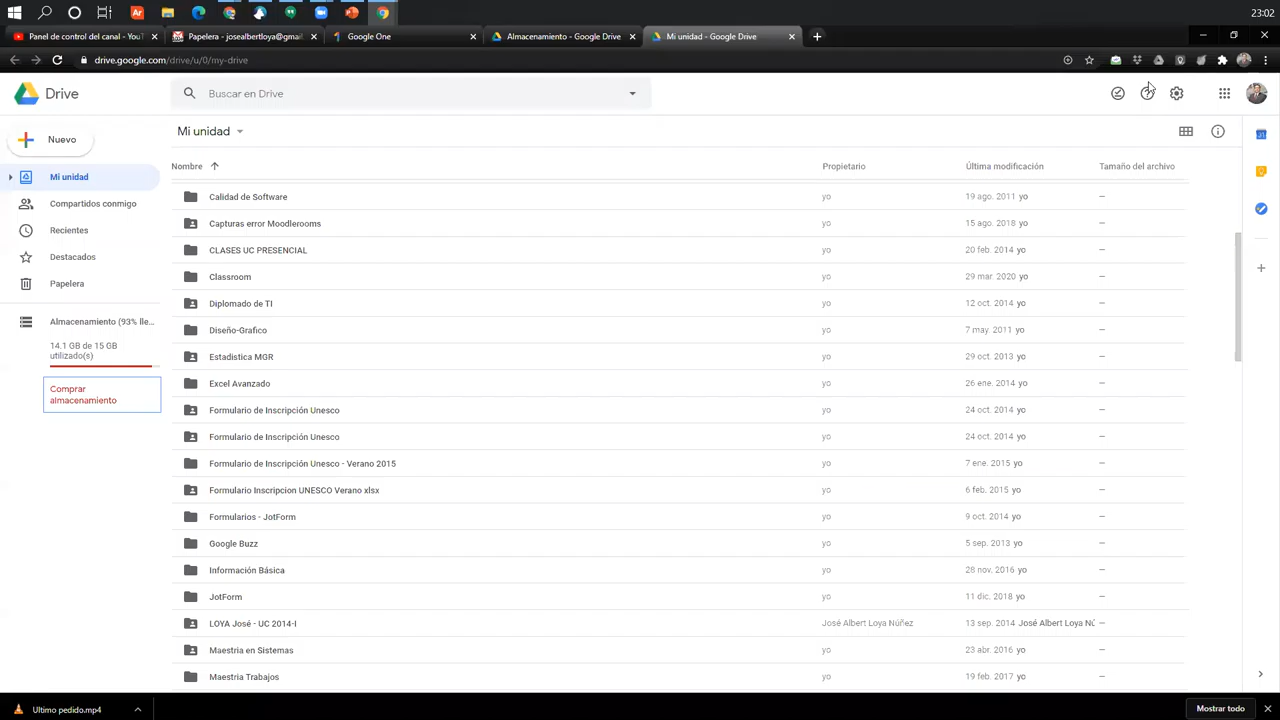 23:02
Panel de control del canal - YouT
Papelera - josealbertloya@gmail.
Google One
Almacenamiento - Google Drive
Mi unidad - Google Drive
drive.google.com/drive/u/0/my-drive
Drive
Buscar en Drive
Nuevo
Mi unidad
Mi unidad
Compartidos conmigo
Recientes
Destacados
Papelera
Almacenamiento (93% lle...
14.1 GB de 15 GB
utilizado(s)
Comprar
almacenamiento
Nombre Propietario Última modificación Tamaño del archivo
Calidad de Software yo 19 ago. 2011 yo —
Capturas error Moodlerooms yo 15 ago. 2018 yo —
CLASES UC PRESENCIAL yo 20 feb. 2014 yo —
Classroom yo 29 mar. 2020 yo —
Diplomado de TI yo 12 oct. 2014 yo —
Diseño-Grafico yo 7 may. 2011 yo —
Estadistica MGR yo 29 oct. 2013 yo —
Excel Avanzado yo 26 ene. 2014 yo —
Formulario de Inscripción Unesco yo 24 oct. 2014 yo —
Formulario de Inscripción Unesco yo 24 oct. 2014 yo —
Formulario de Inscripción Unesco - Verano 2015 yo 7 ene. 2015 yo —
Formulario Inscripcion UNESCO Verano xlsx yo 6 feb. 2015 yo —
Formularios - JotForm yo 9 oct. 2014 yo —
Google Buzz yo 5 sep. 2013 yo —
Información Básica yo 28 nov. 2016 yo —
JotForm yo 11 dic. 2018 yo —
LOYA José - UC 2014-I José Albert Loya Núñez 13 sep. 2014 José Albert Loya Nú —
Maestria en Sistemas yo 23 abr. 2016 yo —
Maestria Trabajos yo 19 feb. 2017 yo —
Ultimo pedido.mp4
Mostrar todo